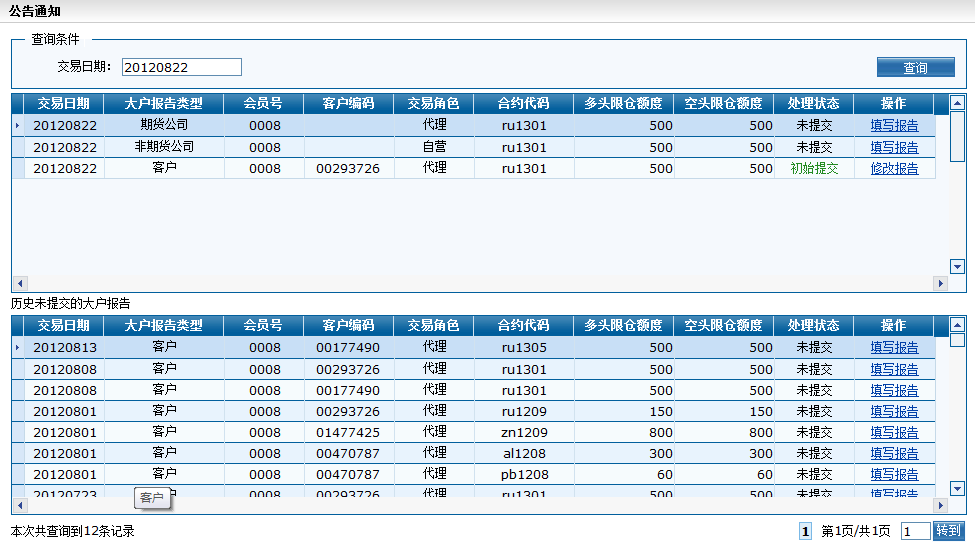 公告通知
查询条件
交易日期： 20120822 查询
交易日期 大户报告类型 会员号 客户编码 交易角色 合约代码 多头限仓额度 空头限仓额度 处理状态 操作
20120822 期货公司 0008 代理 ru1301 500 500 未提交 填写报告
20120822 非期货公司 0008 自营 ru1301 500 500 未提交 填写报告
20120822 客户 0008 00293726 代理 ru1301 500 500 初始提交 修改报告
历史未提交的大户报告
交易日期 大户报告类型 会员号 客户编码 交易角色 合约代码 多头限仓额度 空头限仓额度 处理状态 操作
20120813 客户 0008 00177490 代理 ru1305 500 500 未提交 填写报告
20120808 客户 0008 00293726 代理 ru1301 500 500 未提交 填写报告
20120808 客户 0008 00177490 代理 ru1301 500 500 未提交 填写报告
20120801 客户 0008 00293726 代理 ru1209 150 150 未提交 填写报告
20120801 客户 0008 01477425 代理 zn1209 800 800 未提交 填写报告
20120801 客户 0008 00470787 代理 al1208 300 300 未提交 填写报告
20120801 客户 0008 00470787 代理 pb1208 60 60 未提交 填写报告
20120723 客户 0008 00293726 代理 ru1301 500 500 未提交 填写报告
客户
本次共查询到12条记录 1 第1页/共1页 1 转到